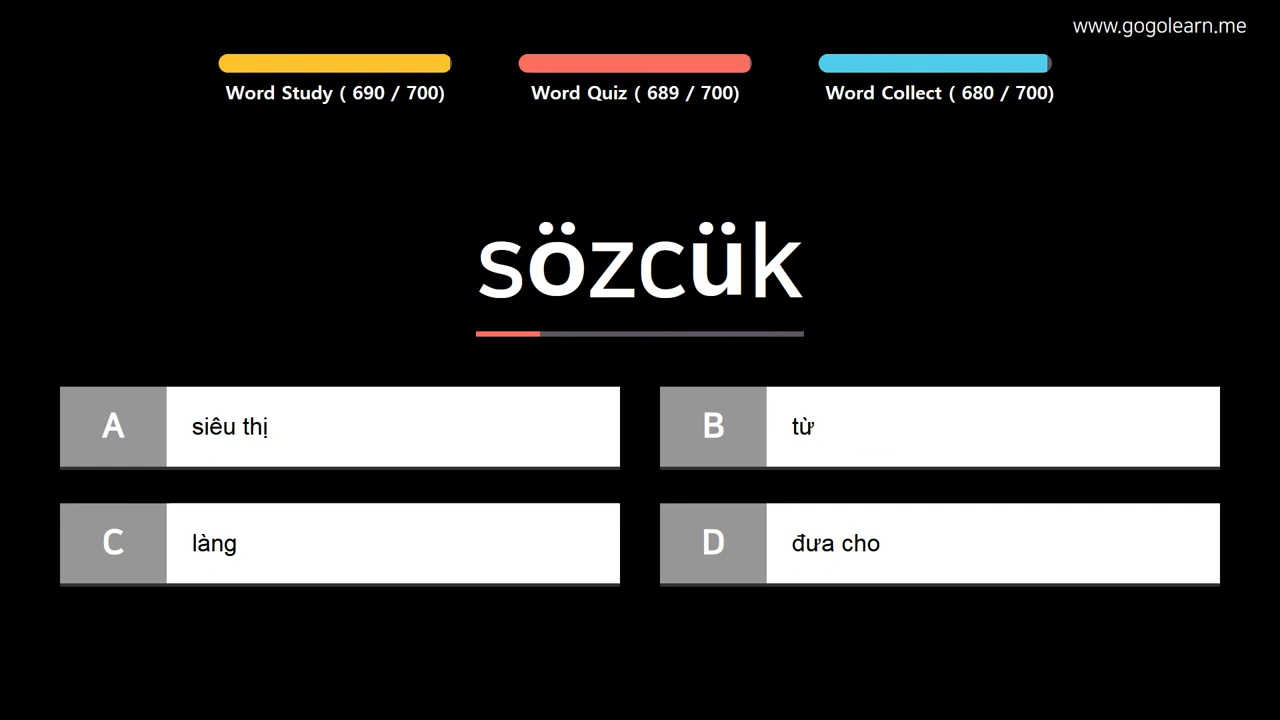 www.gogolearn.me
Word Study ( 690 / 700)
Word Quiz ( 689 / 700)
Word Collect ( 680 / 700)
sözcük
A siêu thị
B từ
C làng
D đưa cho